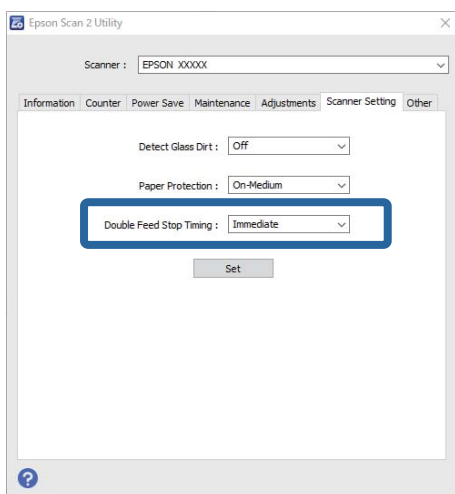 Epson Scan 2 Utility
Scanner : EPSON XXXXX
Information Counter Power Save Maintenance Adjustments Scanner Setting Other
Detect Glass Dirt : Off
Paper Protection : On-Medium
Double Feed Stop Timing : Immediate
Set
?